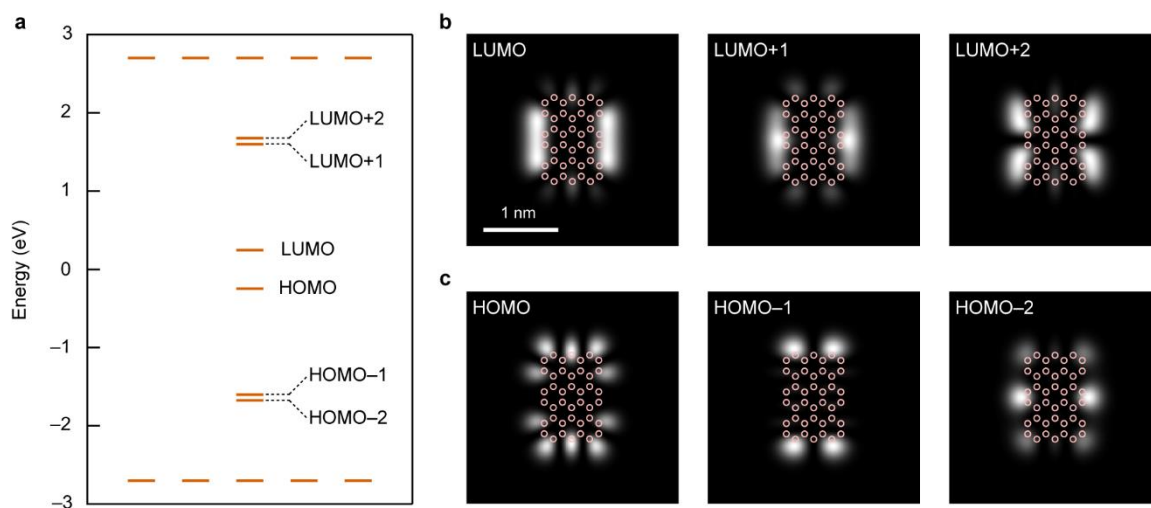 a
3
2
1
0
–1
–2
–3
Energy (eV)
LUMO+2
LUMO+1
LUMO
HOMO
HOMO–1
HOMO–2
b
LUMO
1 nm
LUMO+1
LUMO+2
c
HOMO
HOMO–1
HOMO–2